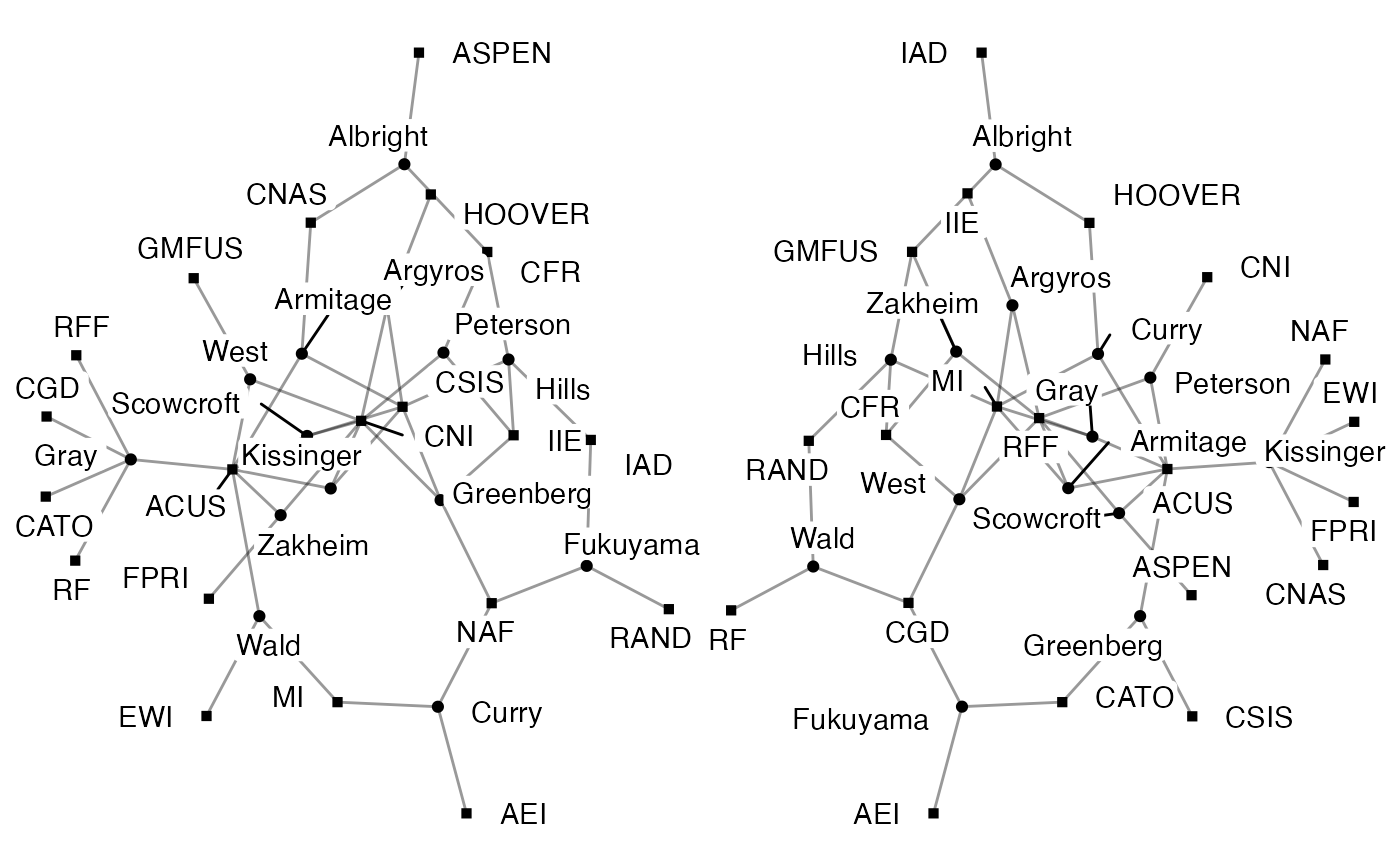 ASPEN
Albright
CNAS
HOOVER
GMFUS
Argyros
CFR
Armitage
RFF
Peterson
West
CGD
CSIS
Hills
Scowcroft
CNI
IIE
Gray
Kissinger
IAD
ACUS
Greenberg
CATO
Zakheim
Fukuyama
FPRI
RF
NAF
RAND
Wald
MI
EWI
Curry
AEI
IAD
Albright
HOOVER
IIE
GMFUS
CNI
Argyros
Zakheim
Curry
NAF
Hills
MI
Gray
Peterson
EWI
CFR
RFF
Armitage
Kissinger
RAND
West
ACUS
Scowcroft
FPRI
Wald
ASPEN
CNAS
RF
CGD
Greenberg
CATO
Fukuyama
CSIS
AEI